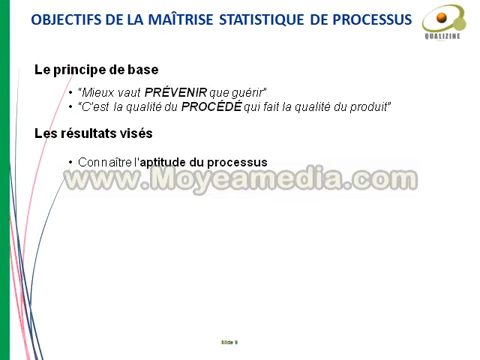 OBJECTIFS DE LA MAÎTRISE STATISTIQUE DE PROCESSUS
QUALIZINE
Le principe de base
• "Mieux vaut PRÉVENIR que guérir"
• "C'est la qualité du PROCÉDÉ qui fait la qualité du produit"
Les résultats visés
• Connaître l'aptitude du processus
www.Moyeamedia.com
Slide 9